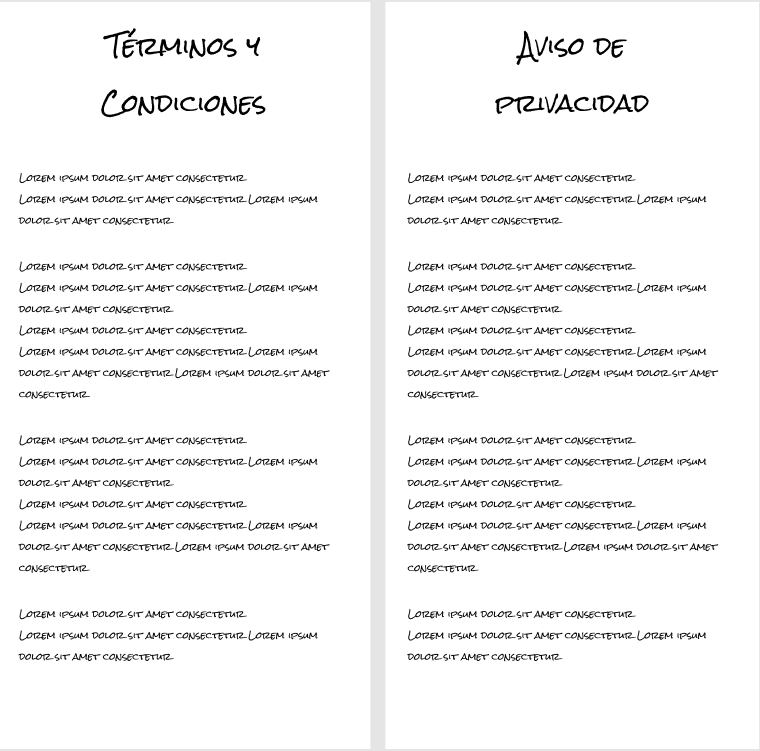 Términos y
Condiciones
Lorem ipsum dolor sit amet consectetur
Lorem ipsum dolor sit amet consectetur Lorem ipsum
dolor sit amet consectetur
Lorem ipsum dolor sit amet consectetur
Lorem ipsum dolor sit amet consectetur Lorem ipsum
dolor sit amet consectetur
Lorem ipsum dolor sit amet consectetur
Lorem ipsum dolor sit amet consectetur Lorem ipsum
dolor sit amet consectetur Lorem ipsum dolor sit amet
consectetur
Lorem ipsum dolor sit amet consectetur
Lorem ipsum dolor sit amet consectetur Lorem ipsum
dolor sit amet consectetur
Lorem ipsum dolor sit amet consectetur
Lorem ipsum dolor sit amet consectetur Lorem ipsum
dolor sit amet consectetur Lorem ipsum dolor sit amet
consectetur
Lorem ipsum dolor sit amet consectetur
Lorem ipsum dolor sit amet consectetur Lorem ipsum
dolor sit amet consectetur
Aviso de
privacidad
Lorem ipsum dolor sit amet consectetur
Lorem ipsum dolor sit amet consectetur Lorem ipsum
dolor sit amet consectetur
Lorem ipsum dolor sit amet consectetur
Lorem ipsum dolor sit amet consectetur Lorem ipsum
dolor sit amet consectetur
Lorem ipsum dolor sit amet consectetur
Lorem ipsum dolor sit amet consectetur Lorem ipsum
dolor sit amet consectetur Lorem ipsum dolor sit amet
consectetur
Lorem ipsum dolor sit amet consectetur
Lorem ipsum dolor sit amet consectetur Lorem ipsum
dolor sit amet consectetur
Lorem ipsum dolor sit amet consectetur
Lorem ipsum dolor sit amet consectetur Lorem ipsum
dolor sit amet consectetur Lorem ipsum dolor sit amet
consectetur
Lorem ipsum dolor sit amet consectetur
Lorem ipsum dolor sit amet consectetur Lorem ipsum
dolor sit amet consectetur